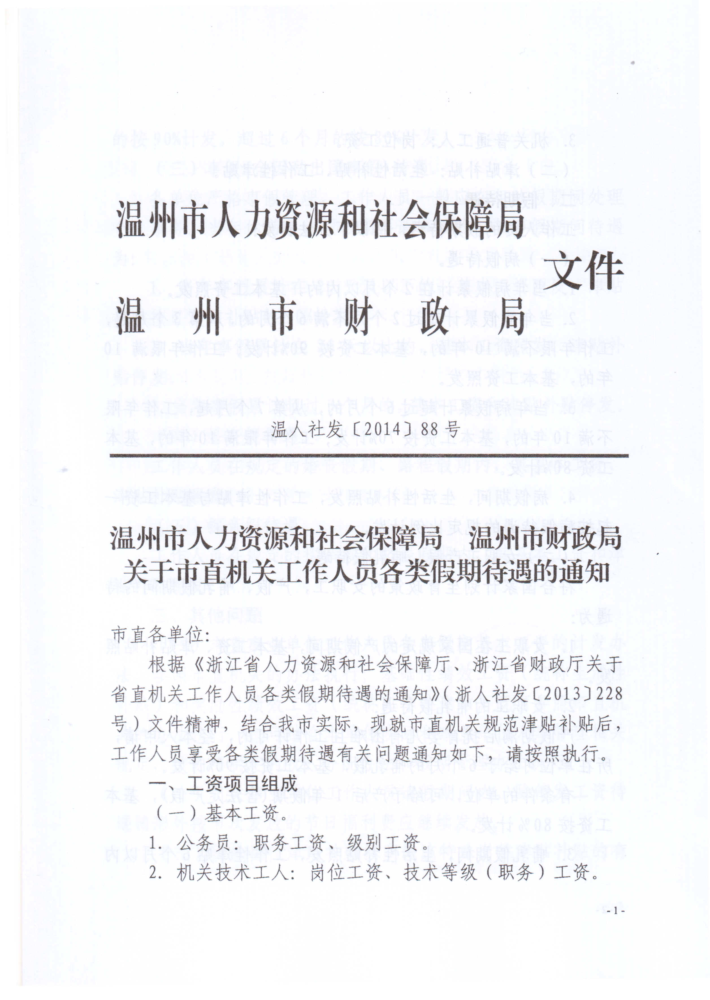 温州市人力资源和社会保障局
文件
温州市财政局
温人社发〔2014〕88号
温州市人力资源和社会保障局 温州市财政局
关于市直机关工作人员各类假期待遇的通知
市直各单位：
根据《浙江省人力资源和社会保障厅、浙江省财政厅关于
省直机关工作人员各类假期待遇的通知》（浙人社发〔2013〕228
号）文件精神，结合我市实际，现就市直机关规范津贴补贴后，
工作人员享受各类假期待遇有关问题通知如下，请按照执行。
一、工资项目组成
（一）基本工资。
1. 公务员：职务工资、级别工资。
2. 机关技术工人：岗位工资、技术等级（职务）工资。
- 1 -